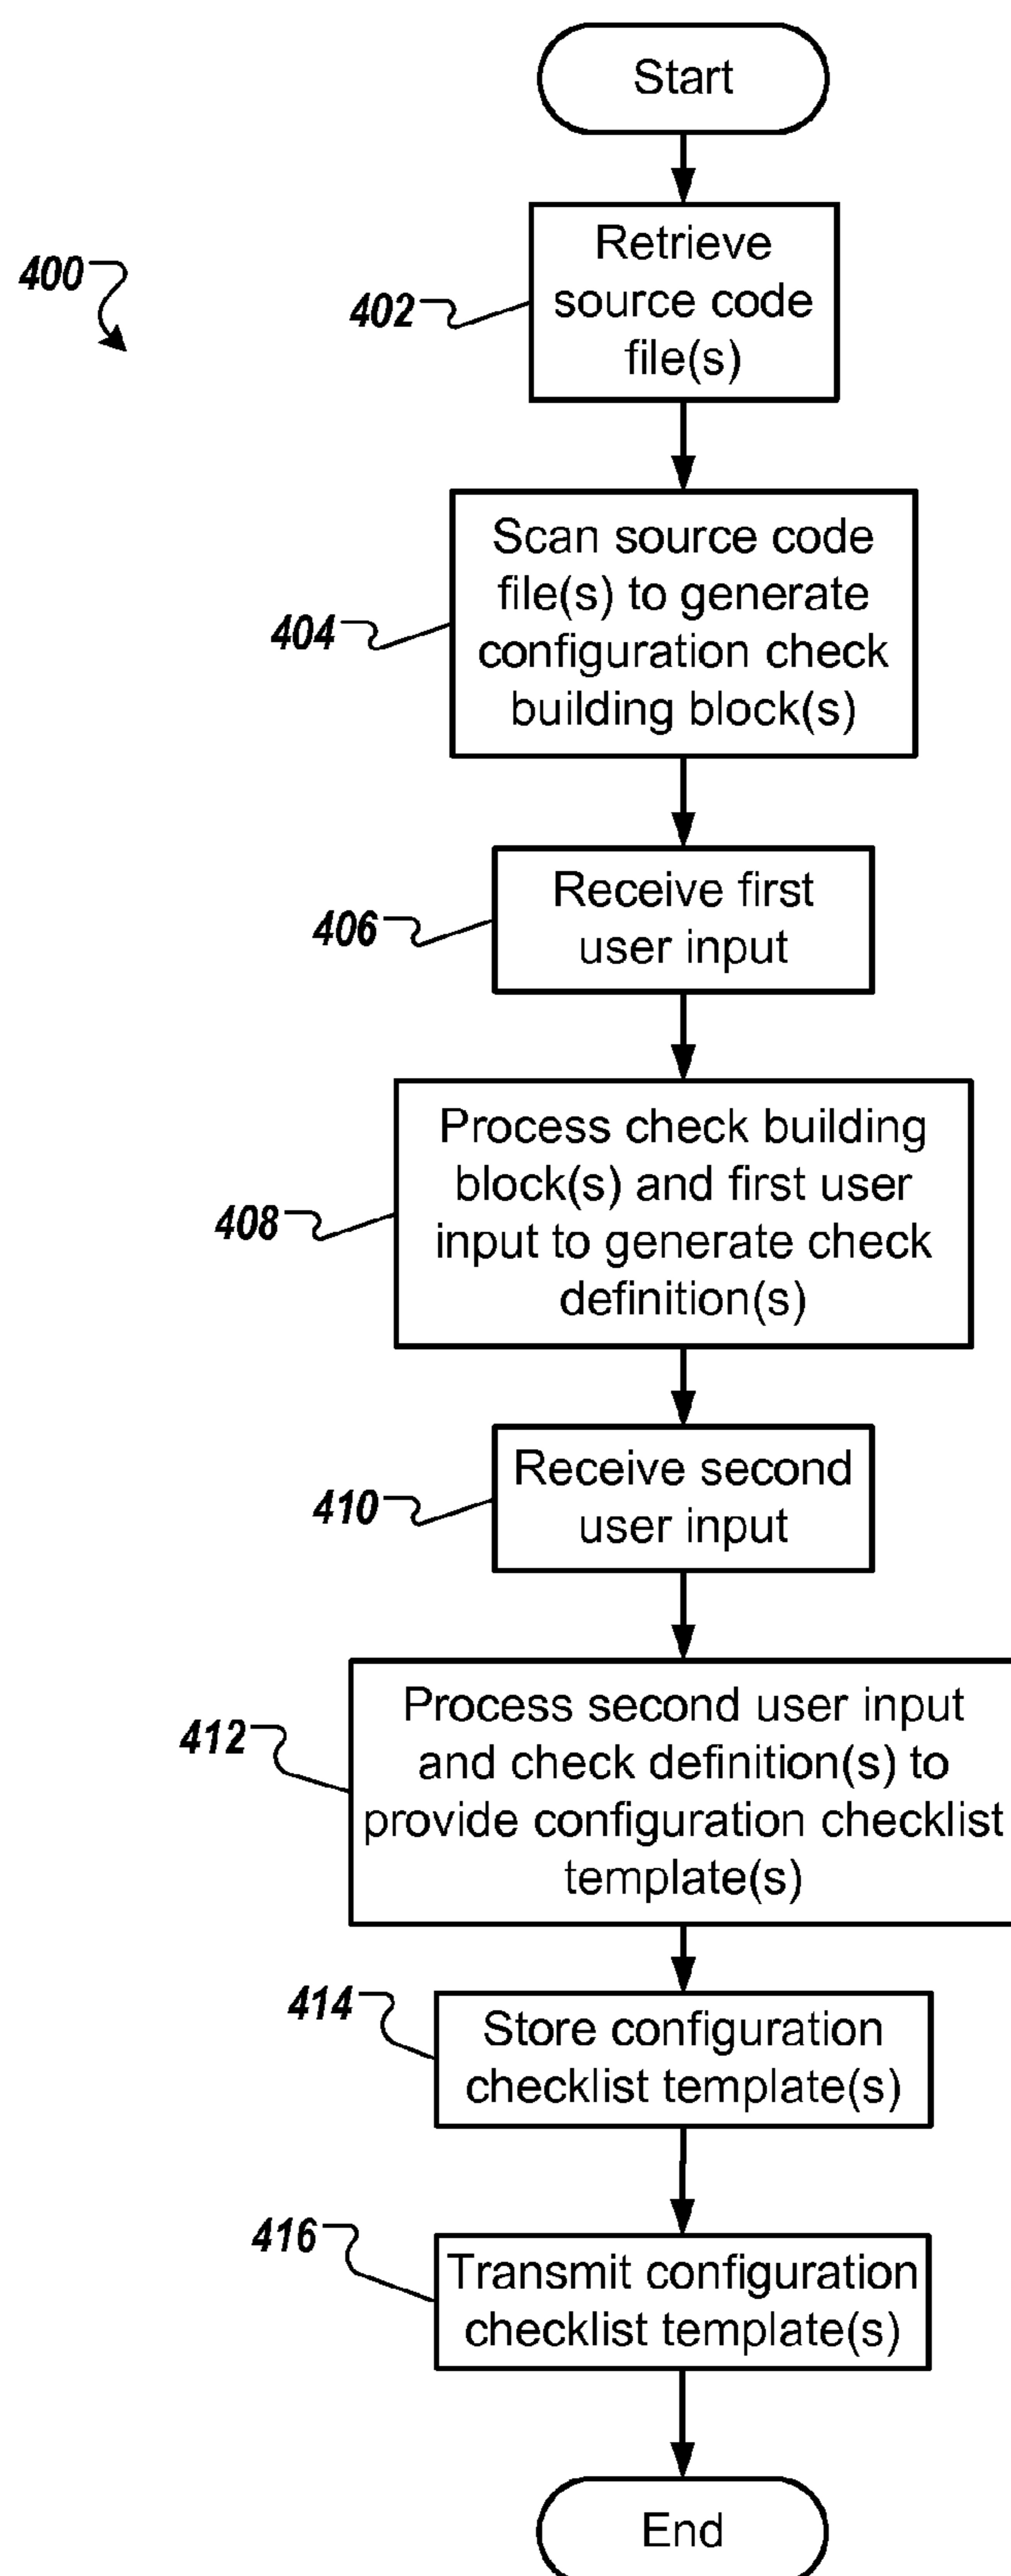 Start
400
402
Retrieve
source code
file(s)
404
Scan source code
file(s) to generate
configuration check
building block(s)
406
Receive first
user input
408
Process check building
block(s) and first user
input to generate check
definition(s)
410
Receive second
user input
412
Process second user input
and check definition(s) to
provide configuration checklist
template(s)
414
Store configuration
checklist template(s)
416
Transmit configuration
checklist template(s)
End